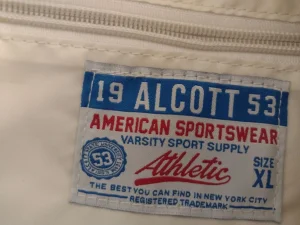 19 ALCOTT 53
AMERICAN SPORTSWEAR
VARSITY SPORT SUPPLY
53
Athletic
SIZE
XL
THE BEST YOU CAN FIND IN NEW YORK CITY
REGISTERED TRADEMARK